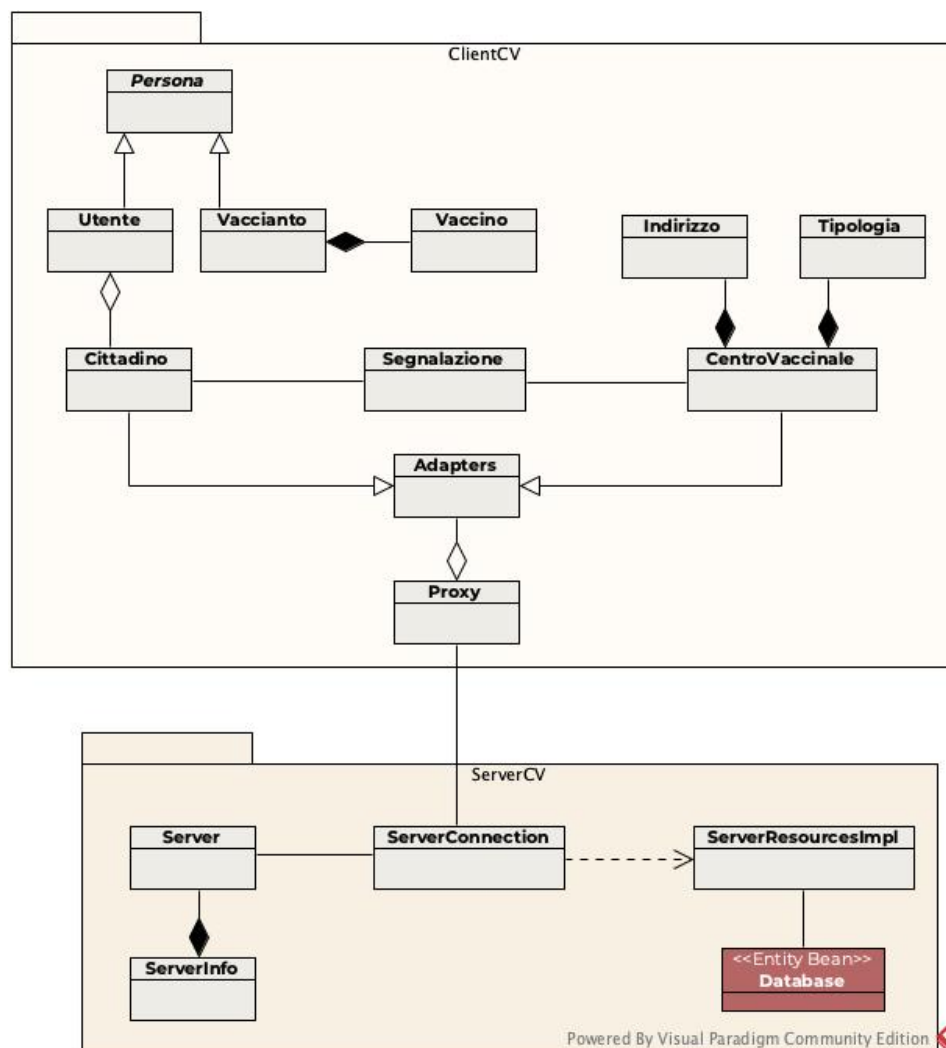 ClientCV
Persona
Utente
Vaccianto
Vaccino
Indirizzo
Tipologia
Cittadino
Segnalazione
CentroVaccinale
Adapters
Proxy
ServerCV
Server
ServerConnection
ServerResourcesImpl
<<Entity Bean>>
Database
ServerInfo
Powered By Visual Paradigm Community Edition